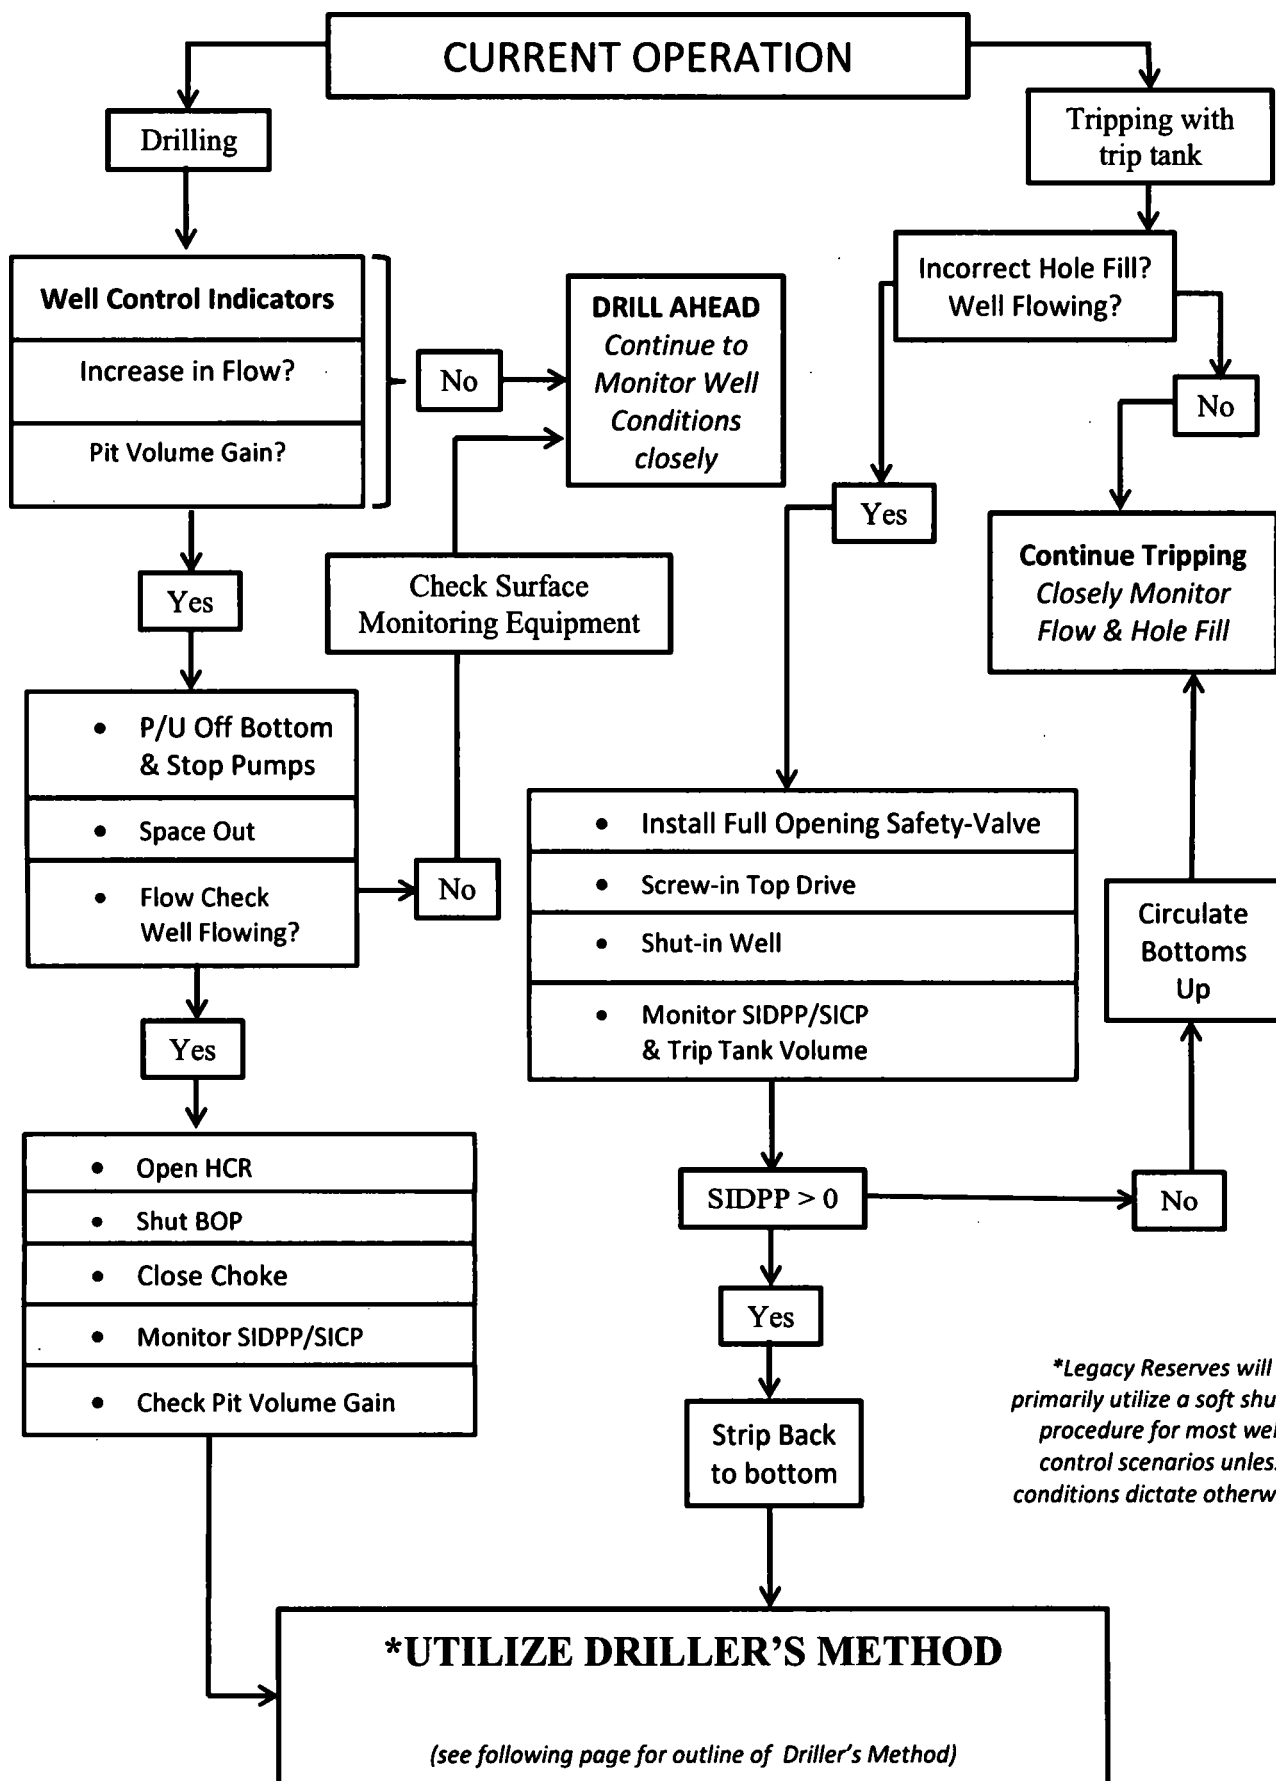 CURRENT OPERATION
Drilling
Tripping with
trip tank
Well Control Indicators
Increase in Flow?
Pit Volume Gain?
No
DRILL AHEAD
Continue to
Monitor Well
Conditions
closely
Incorrect Hole Fill?
Well Flowing?
No
Yes
Continue Tripping
Closely Monitor
Flow & Hole Fill
Yes
Check Surface
Monitoring Equipment
• P/U Off Bottom
& Stop Pumps
• Space Out
• Flow Check
Well Flowing?
No
• Install Full Opening Safety-Valve
• Screw-in Top Drive
• Shut-in Well
• Monitor SIDPP/SICP
& Trip Tank Volume
Circulate
Bottoms
Up
Yes
• Open HCR
• Shut BOP
• Close Choke
• Monitor SIDPP/SICP
• Check Pit Volume Gain
SIDPP > 0
No
Yes
Strip Back
to bottom
*Legacy Reserves will
primarily utilize a soft shu
procedure for most wel
control scenarios unles
conditions dictate otherw
*UTILIZE DRILLER'S METHOD
(see following page for outline of Driller's Method)